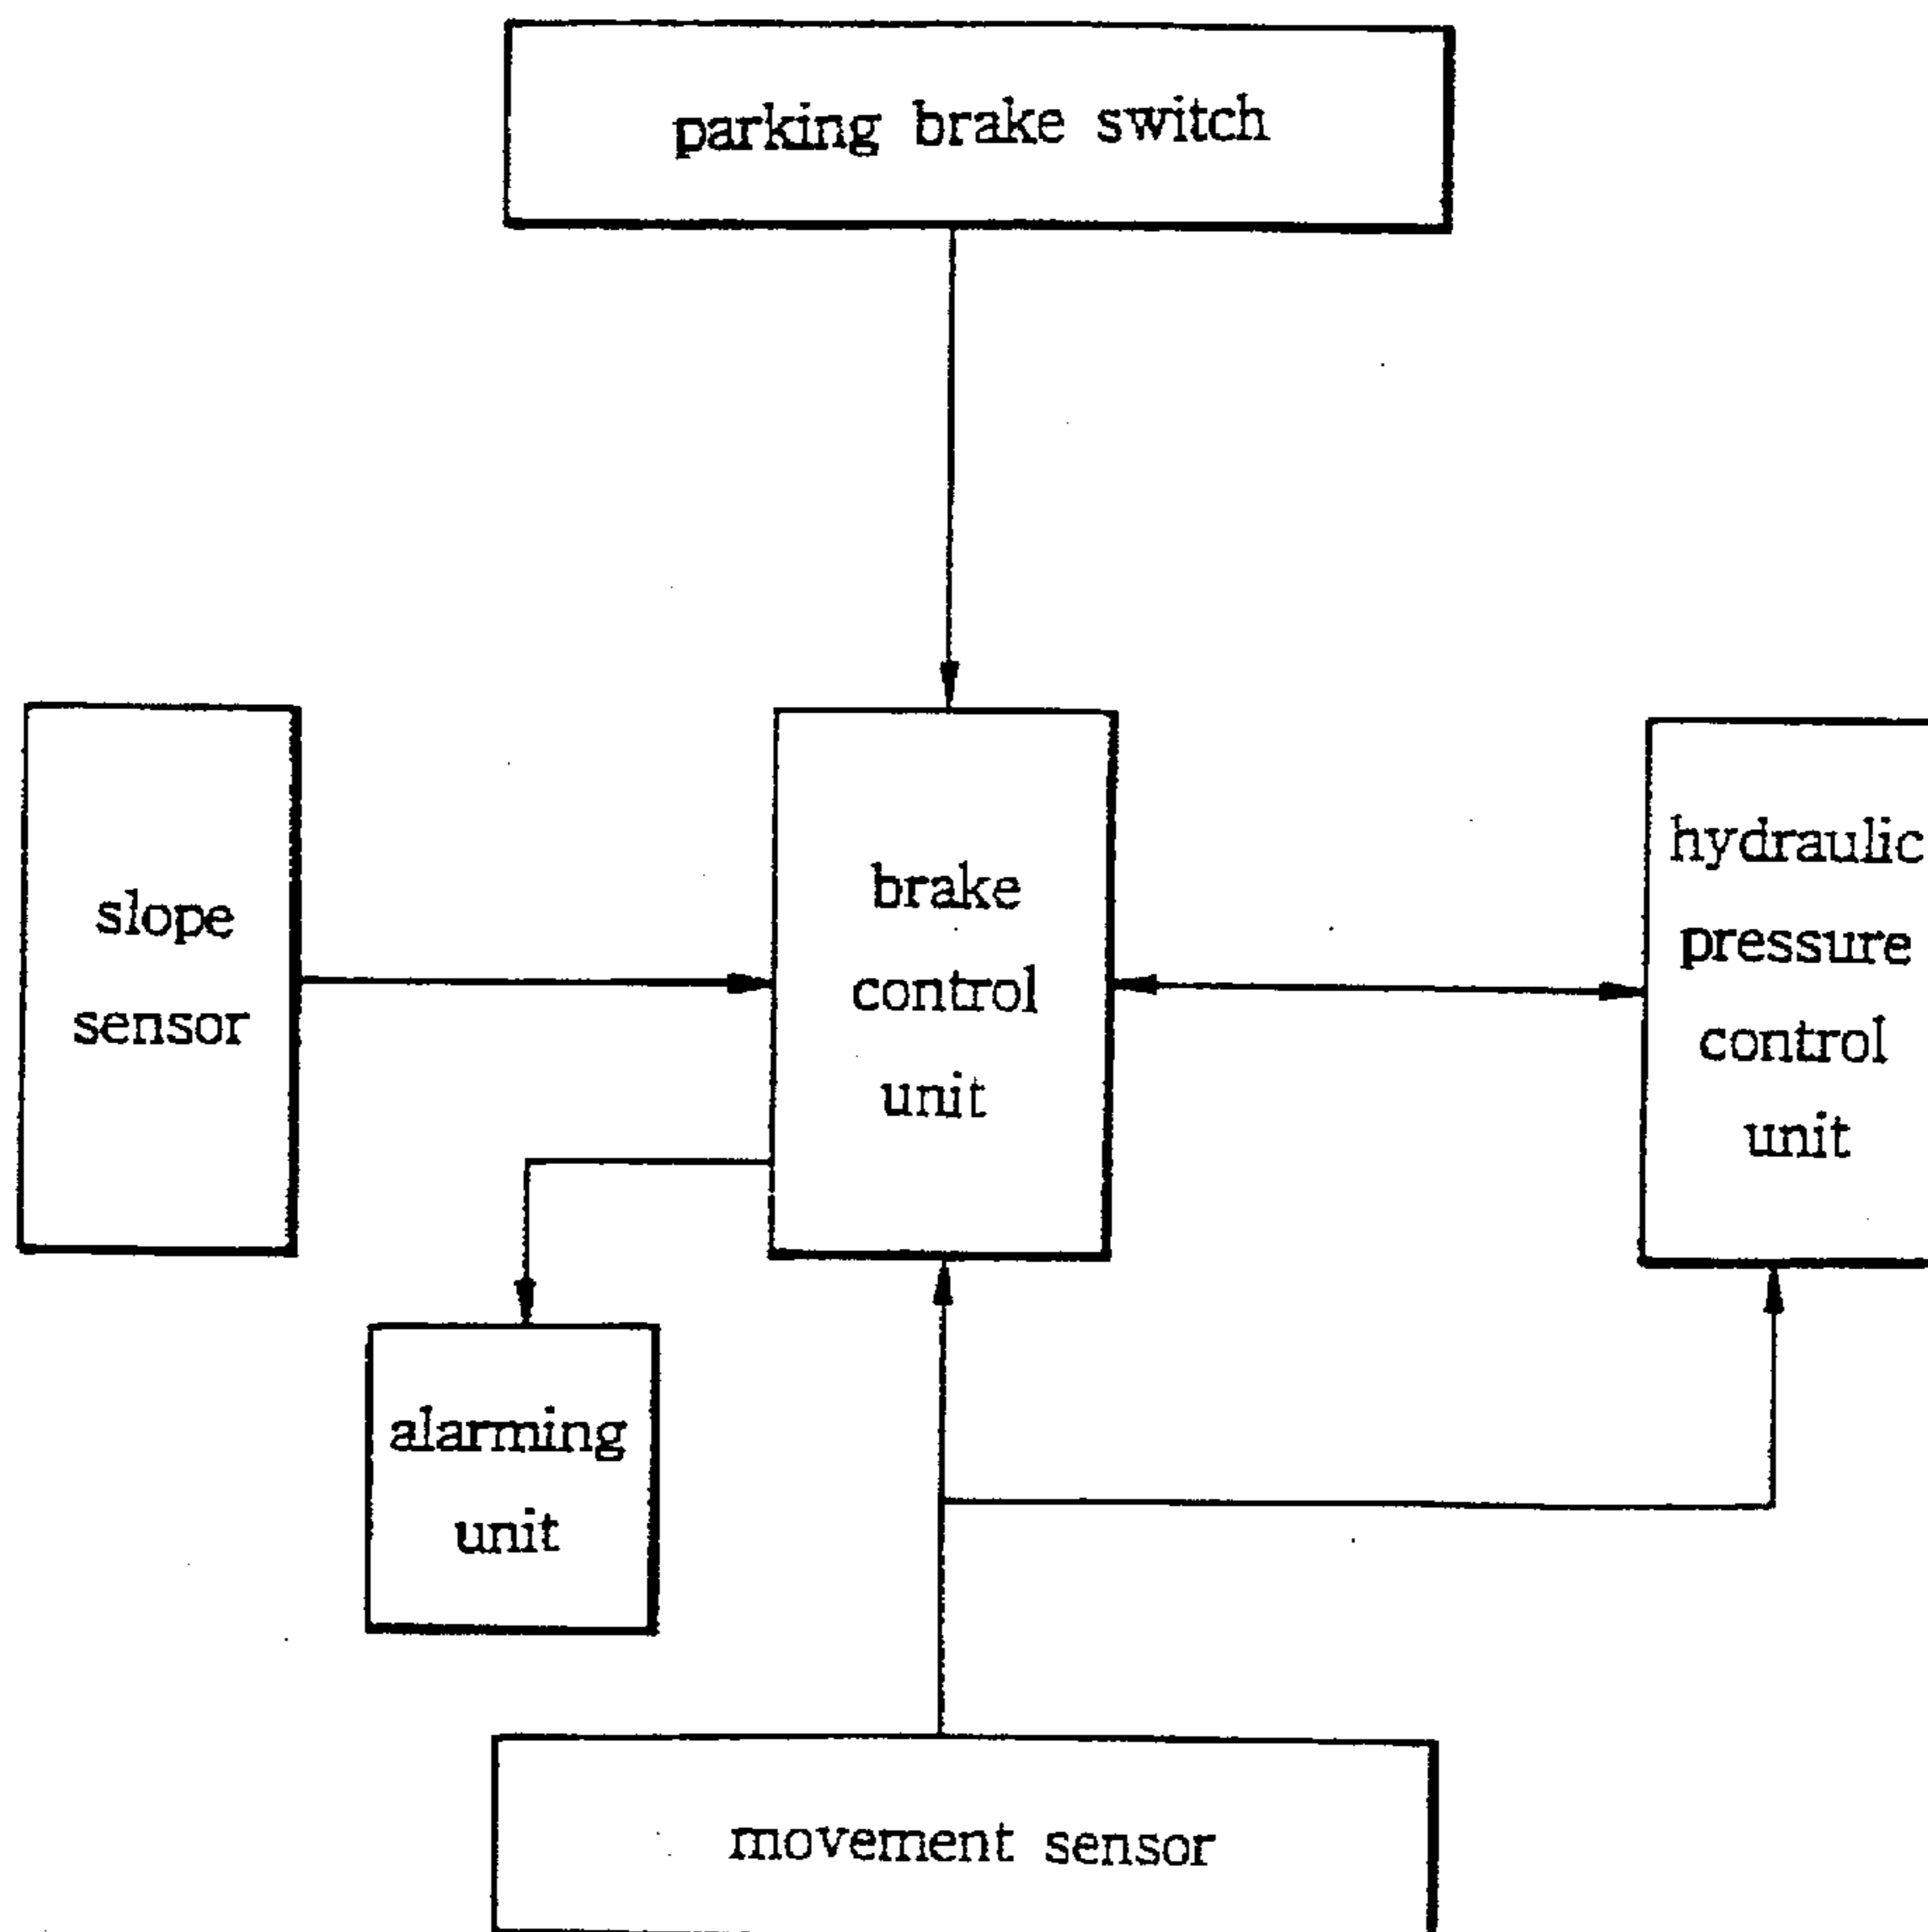 parking brake switch
slope
sensor
brake
control
unit
hydraulic
pressure
control
unit
alarming
unit
movement sensor